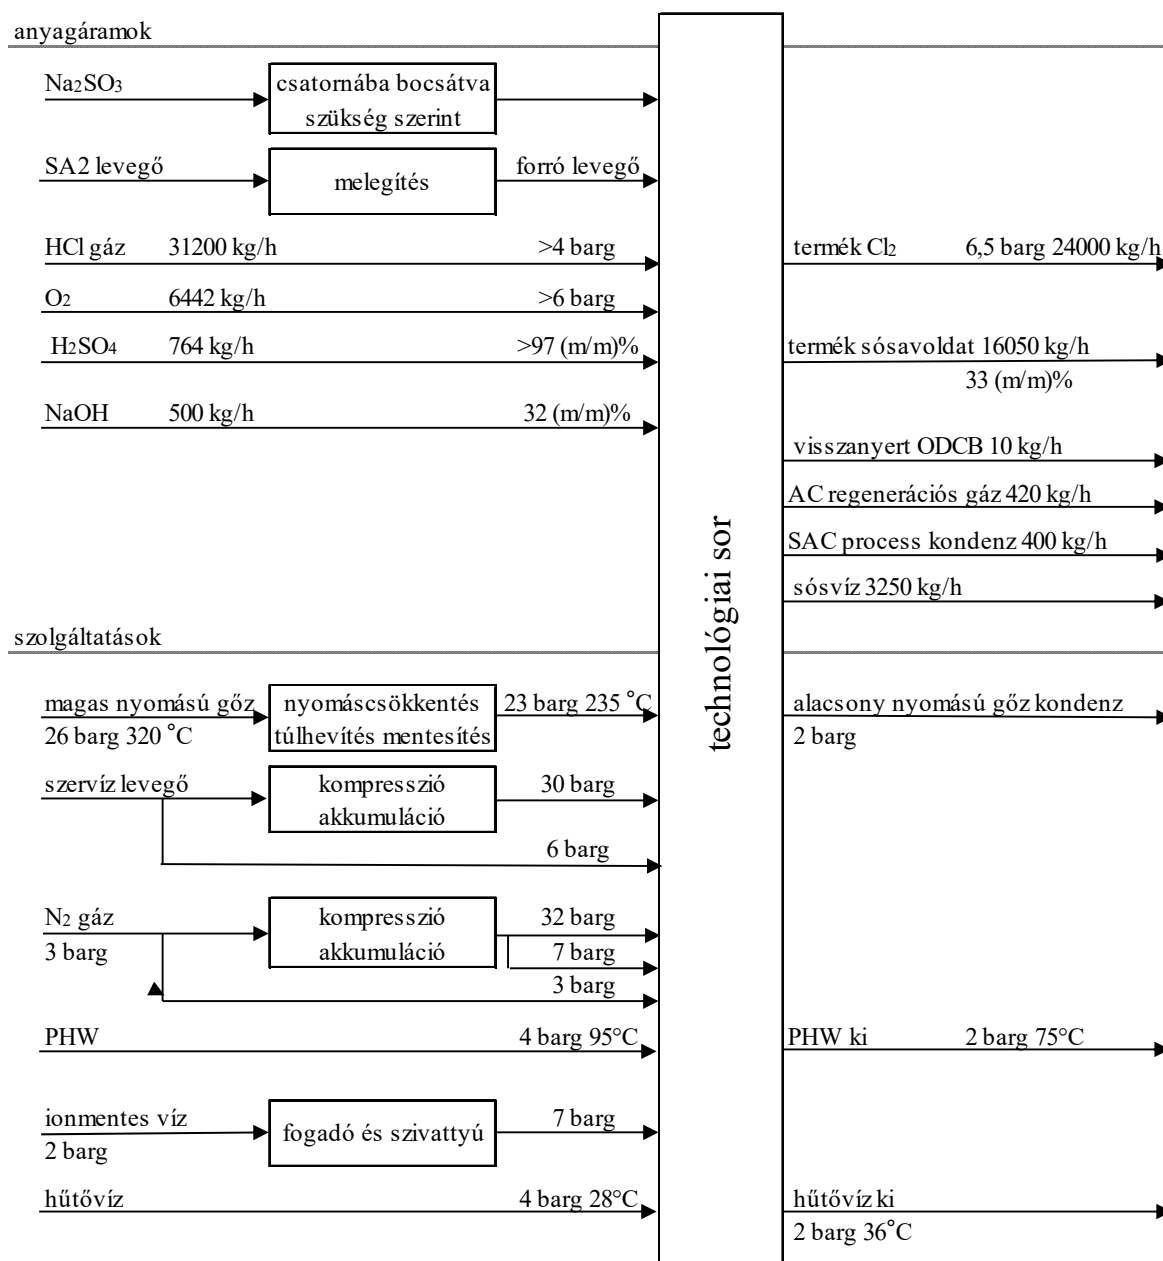 anyagáramok
Na2SO3
csatornába bocsátva
szükség szerint
SA2 levegő
melegítés
forró levegő
HCl gáz 31200 kg/h >4 barg
termék Cl2 6,5 barg 24000 kg/h
O2 6442 kg/h >6 barg
H2SO4 764 kg/h >97 (m/m)%
termék sósavoldat 16050 kg/h
33 (m/m)%
NaOH 500 kg/h 32 (m/m)%
visszanyert ODCB 10 kg/h
AC regenerációs gáz 420 kg/h
SAC process kondenz 400 kg/h
sósvíz 3250 kg/h
technológiai sor
szolgáltatások
magas nyomású gőz
26 barg 320 °C
nyomáscsökkentés
túlhevítés mentesítés
23 barg 235 °C
alacsony nyomású gőz kondenz
2 barg
szervíz levegő
kompresszió
akkumuláció
30 barg
6 barg
N2 gáz
3 barg
kompresszió
akkumuláció
32 barg
7 barg
3 barg
PHW 4 barg 95°C
PHW ki 2 barg 75°C
ionmentes víz
2 barg
fogadó és szivattyú
7 barg
hűtővíz 4 barg 28°C
hűtővíz ki
2 barg 36°C